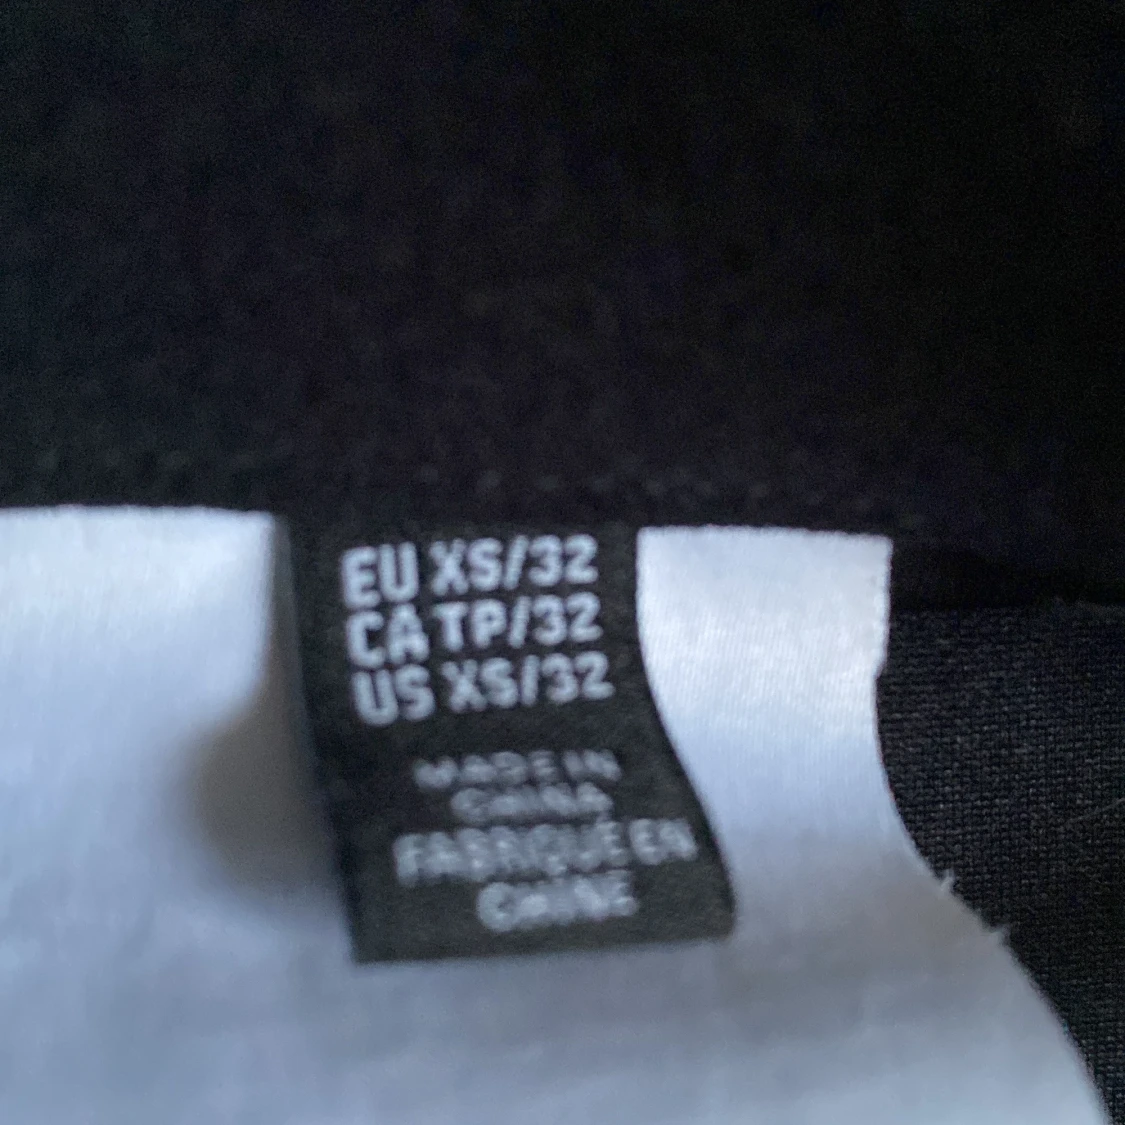 EU XS/32
CA TP/32
US XS/32
MADE IN
CHINA
FABRIQUE EN
CHINE